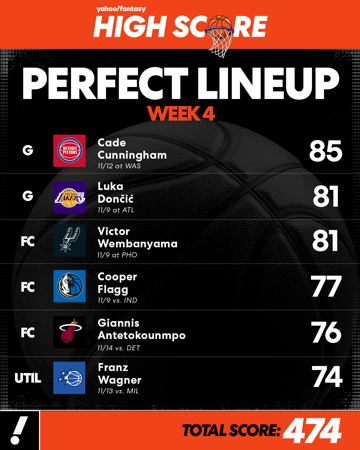 yahoo/fantasy
HIGH SCORE
PERFECT LINEUP
WEEK 4
G
Cade
Cunningham
11/12 at WAS
85
G
Luka
Dončić
11/9 at ATL
81
FC
Victor
Wembanyama
11/9 at PHO
81
FC
Cooper
Flagg
11/9 vs. IND
77
FC
Giannis
Antetokounmpo
11/14 vs. DET
76
UTIL
Franz
Wagner
11/13 vs. MIL
74
TOTAL SCORE: 474